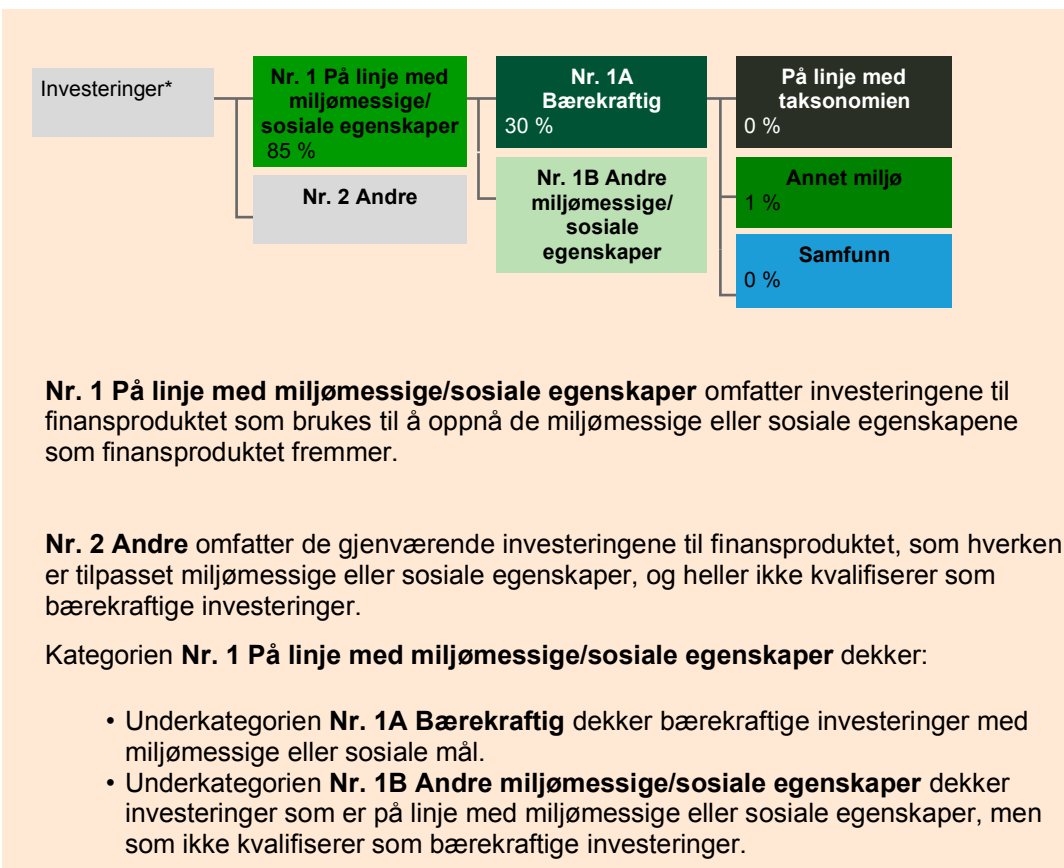 Investeringer*
Nr. 1 På linje med
miljømessige/
sosiale egenskaper
85 %
Nr. 2 Andre
Nr. 1A
Bærekraftig
30 %
Nr. 1B Andre
miljømessige/
sosiale
egenskaper
På linje med
taksonomien
0 %
Annet miljø
1 %
Samfunn
0 %
Nr. 1 På linje med miljømessige/sosiale egenskaper omfatter investeringene til
finansproduktet som brukes til å oppnå de miljømessige eller sosiale egenskapene
som finansproduktet fremmer.
Nr. 2 Andre omfatter de gjenværende investeringene til finansproduktet, som hverken
er tilpasset miljømessige eller sosiale egenskaper, og heller ikke kvalifiserer som
bærekraftige investeringer.
Kategorien Nr. 1 På linje med miljømessige/sosiale egenskaper dekker:
• Underkategorien Nr. 1A Bærekraftig dekker bærekraftige investeringer med
miljømessige eller sosiale mål.
• Underkategorien Nr. 1B Andre miljømessige/sosiale egenskaper dekker
investeringer som er på linje med miljømessige eller sosiale egenskaper, men
som ikke kvalifiserer som bærekraftige investeringer.